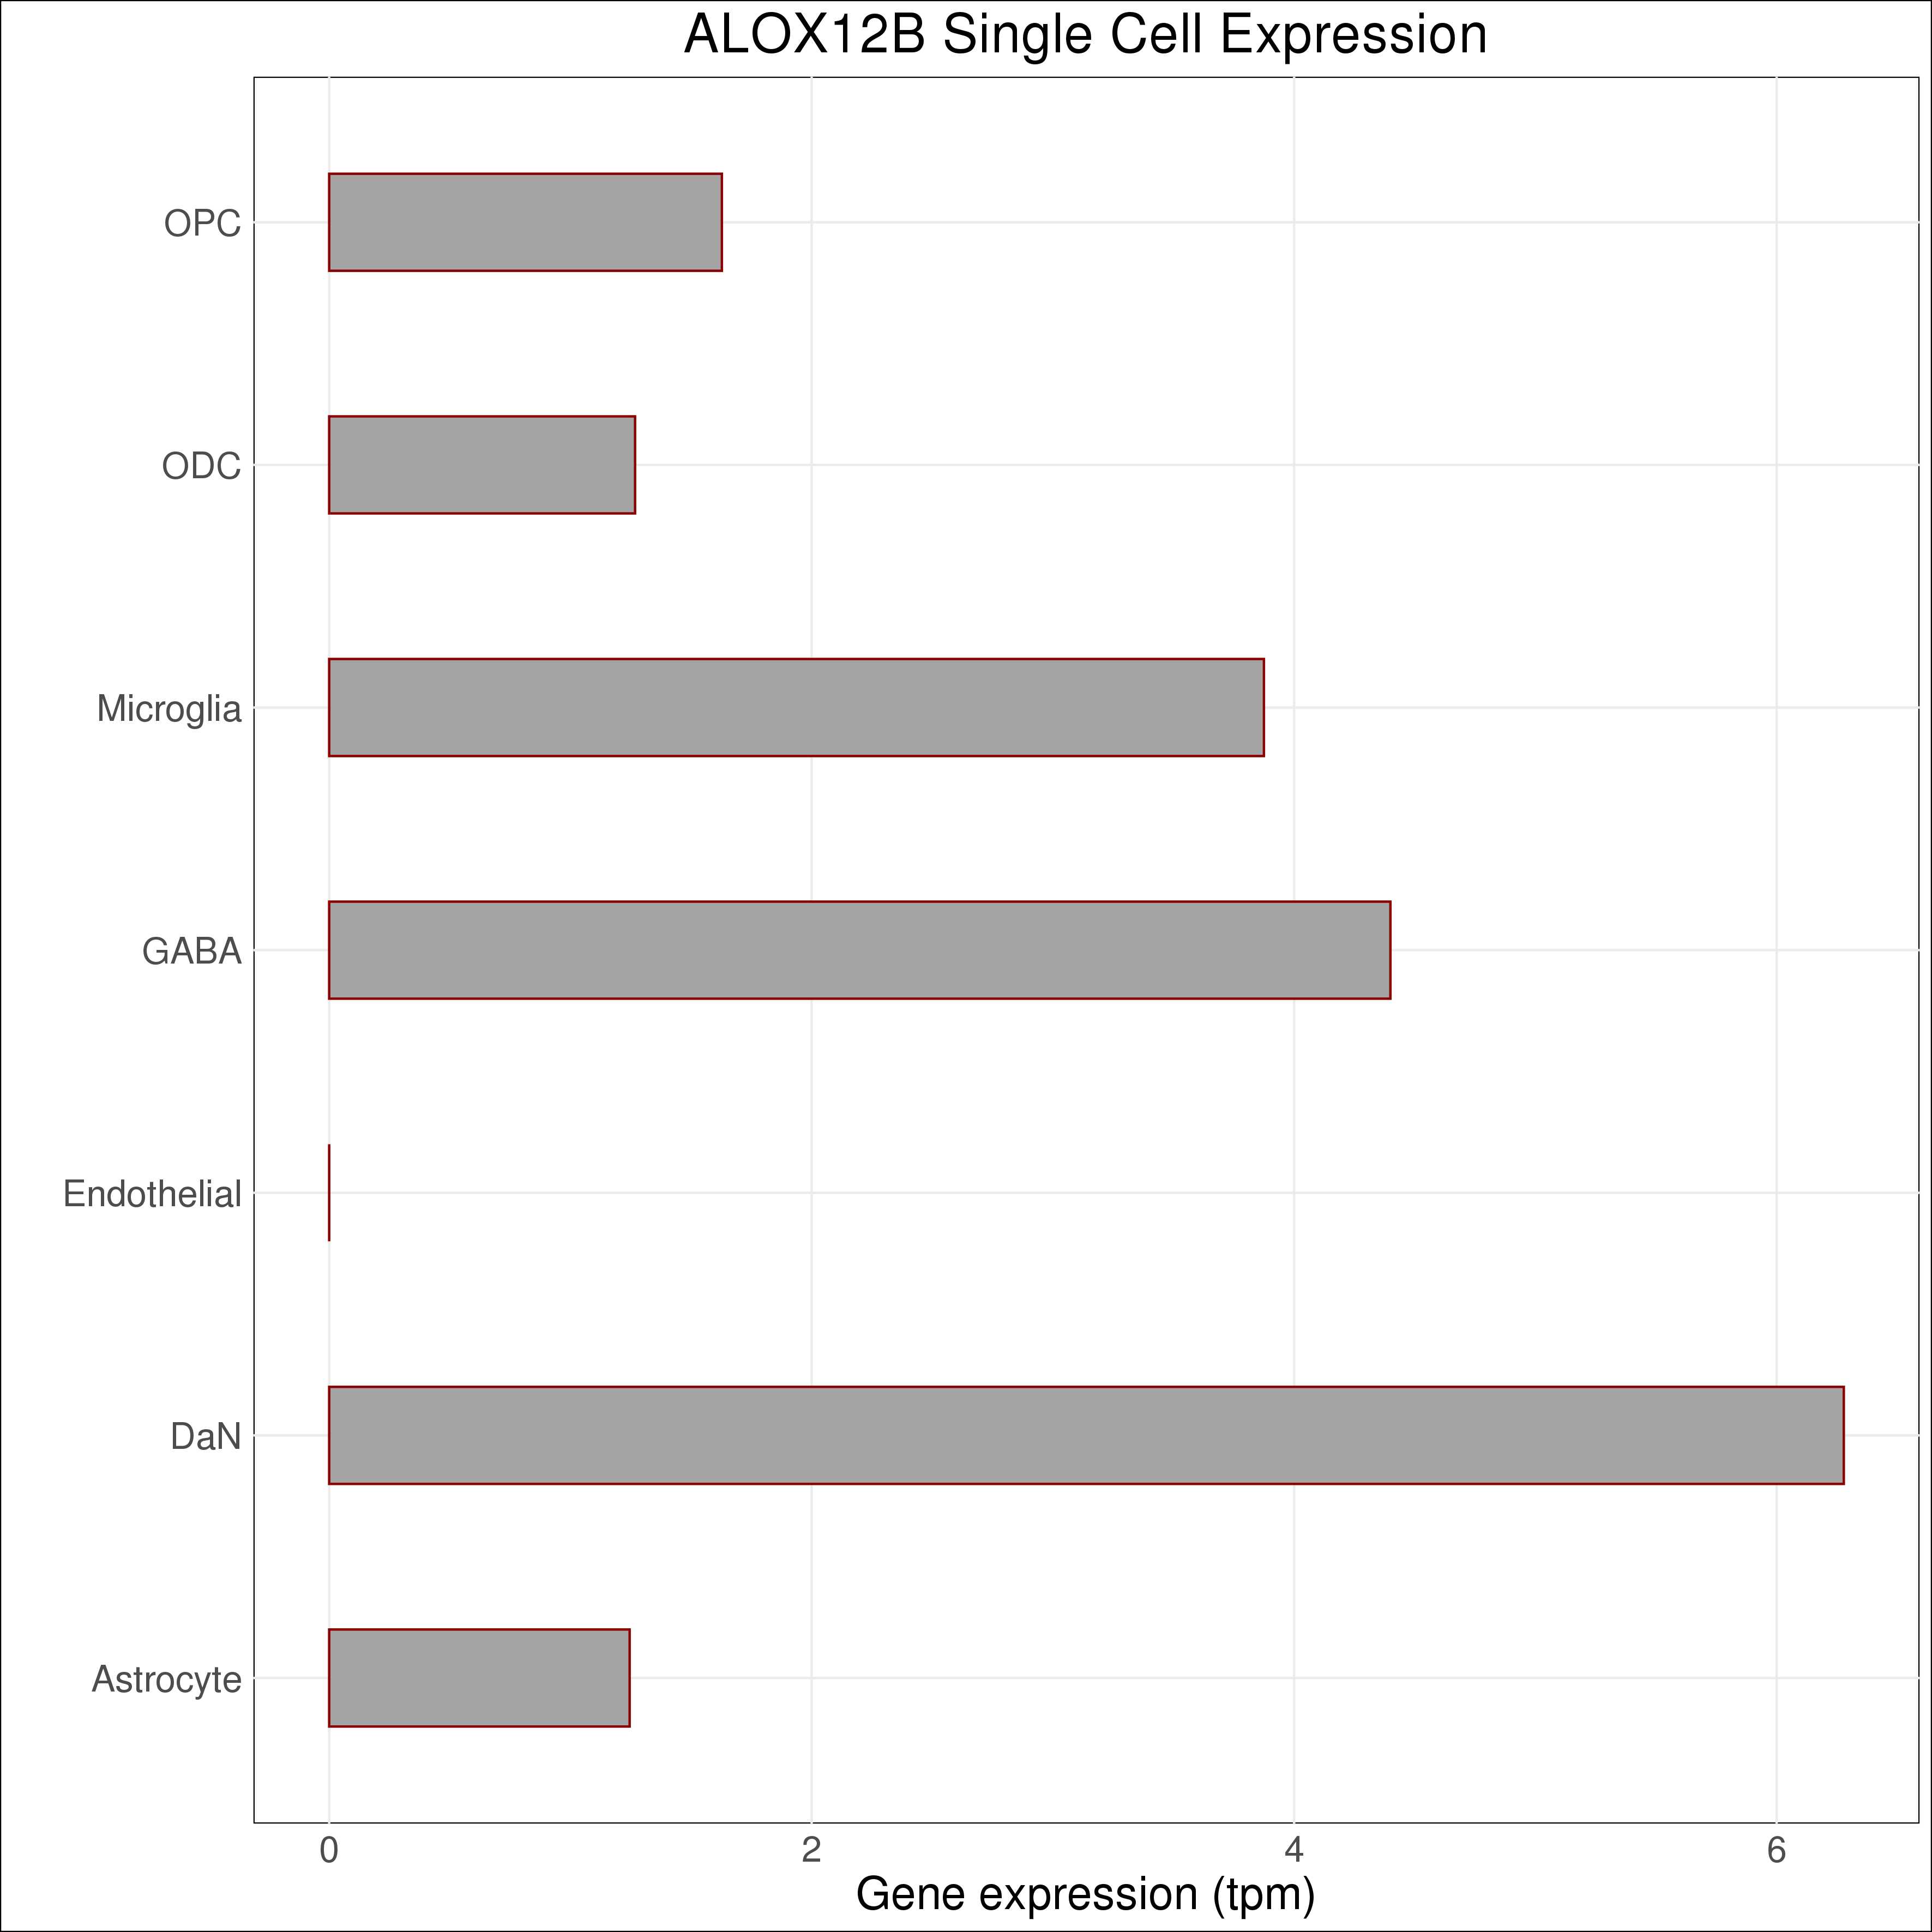 ALOX12B Single Cell Expression
OPC
ODC
Microglia
GABA
Endothelial
DaN
Astrocyte
0 2 4 6
Gene expression (tpm)